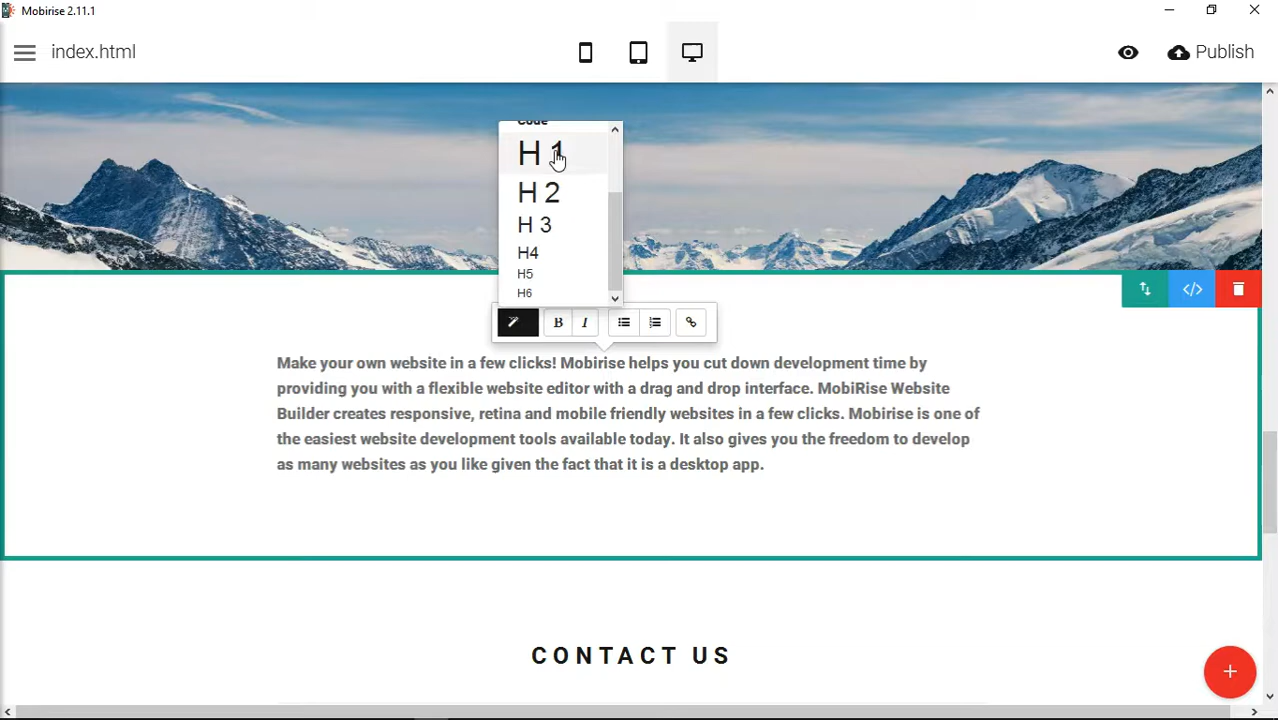 Mobirise 2.11.1
index.html
Publish
Code
H 1
H 2
H 3
H4
H5
H6
B I
</>
Make your own website in a few clicks! Mobirise helps you cut down development time by
providing you with a flexible website editor with a drag and drop interface. MobiRise Website
Builder creates responsive, retina and mobile friendly websites in a few clicks. Mobirise is one of
the easiest website development tools available today. It also gives you the freedom to develop
as many websites as you like given the fact that it is a desktop app.
CONTACT US